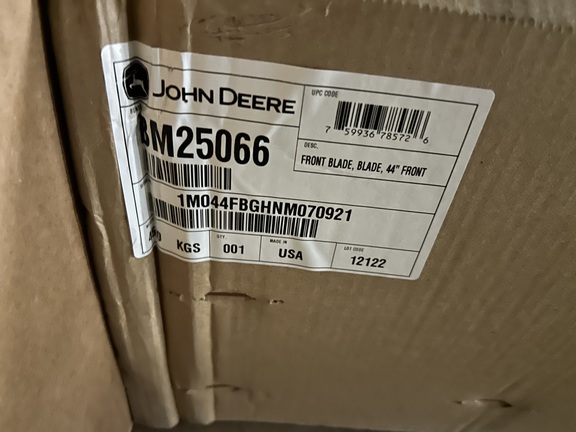 JOHN DEERE
UPC CODE
7 59936 78572 6
BM25066
DESC.
FRONT BLADE, BLADE, 44" FRONT
1M044FBGHNM070921
KGS
QTY.
001
MADE IN
USA
LOT CODE
12122